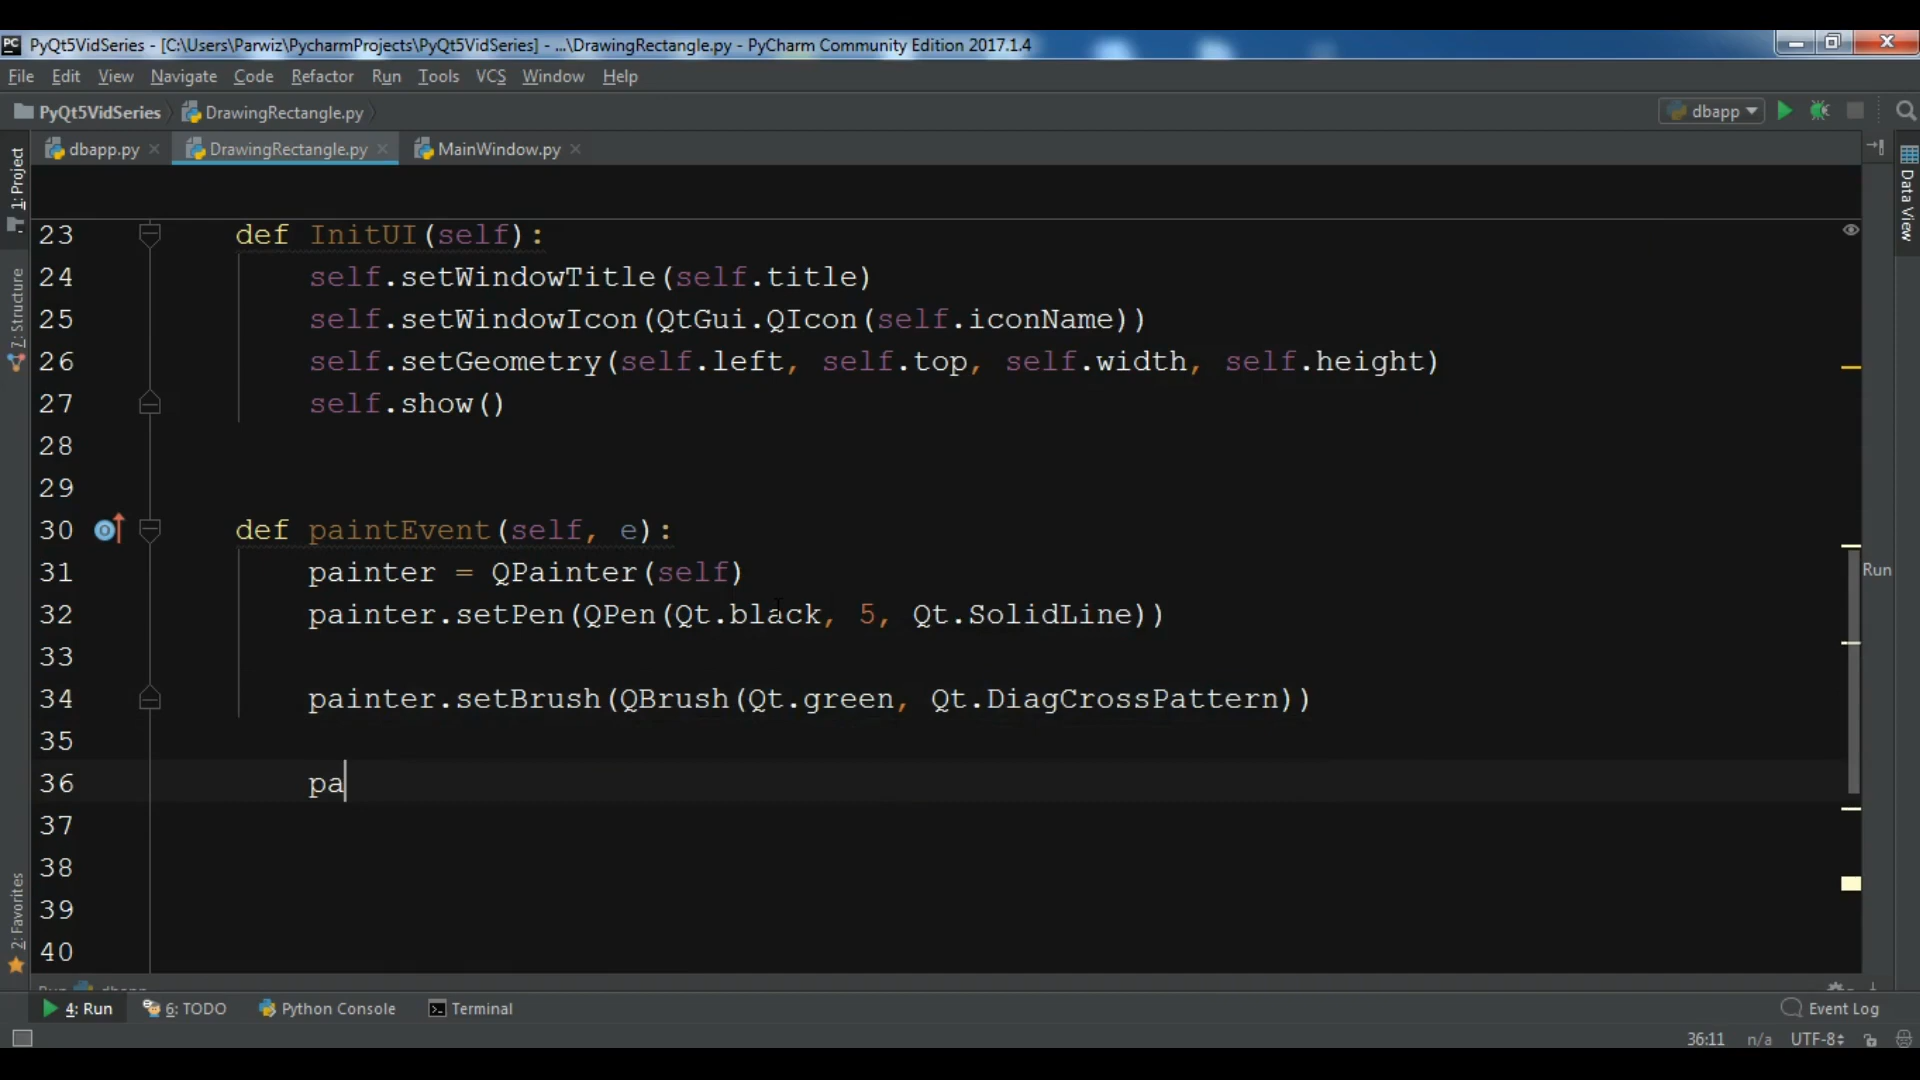 PyQt5VidSeries - [C:\Users\Parwiz\PycharmProjects\PyQt5VidSeries] - ...\DrawingRectangle.py - PyCharm Community Edition 2017.1.4
File Edit View Navigate Code Refactor Run Tools VCS Window Help
PyQt5VidSeries DrawingRectangle.py dbapp
dbapp.py DrawingRectangle.py MainWindow.py
1: Project
7: Structure
2: Favorites
Data View
Run
23 def InitUI(self):
24 self.setWindowTitle(self.title)
25 self.setWindowIcon(QtGui.QIcon(self.iconName))
26 self.setGeometry(self.left, self.top, self.width, self.height)
27 self.show()
28
29
30 def paintEvent(self, e):
31 painter = QPainter(self)
32 painter.setPen(QPen(Qt.black, 5, Qt.SolidLine))
33
34 painter.setBrush(QBrush(Qt.green, Qt.DiagCrossPattern))
35
36 pa
37
38
39
40
4: Run 6: TODO Python Console Terminal Event Log
36:11 n/a UTF-8